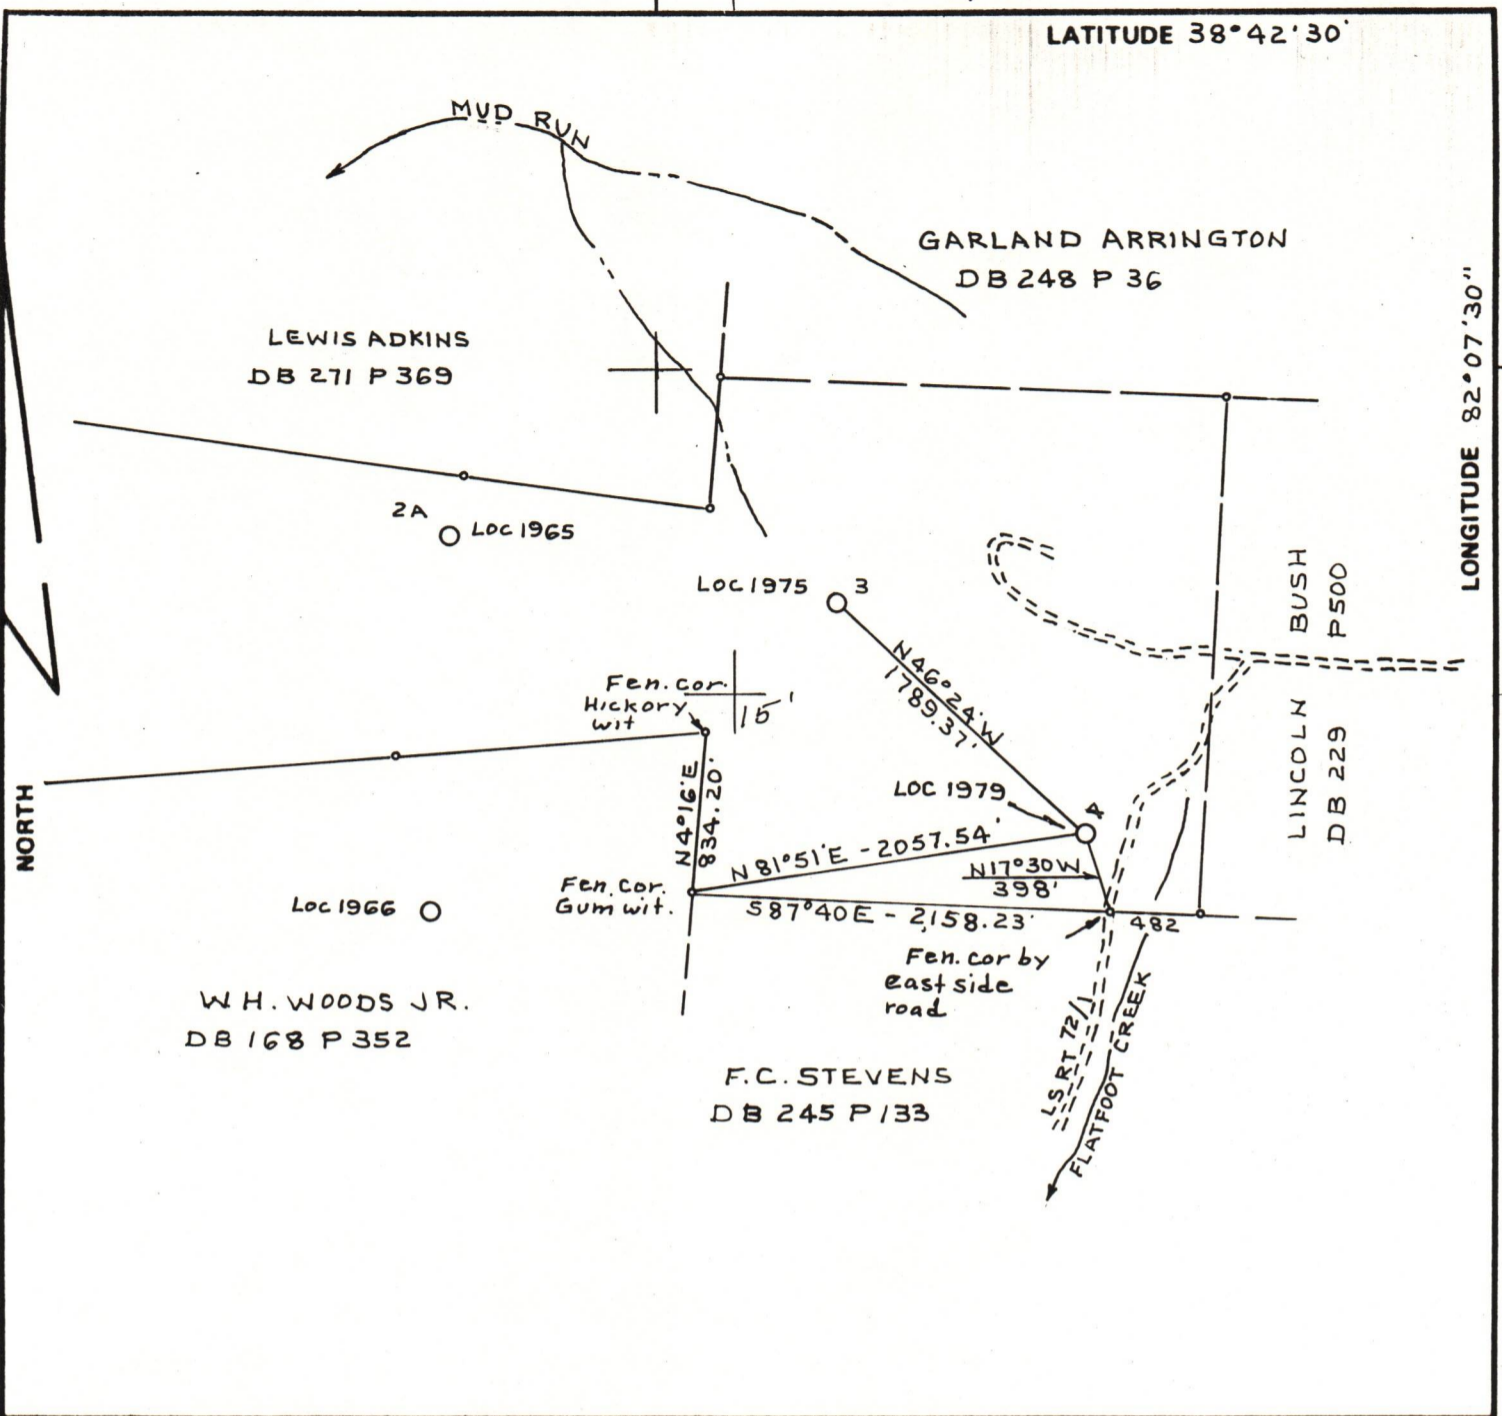 LATITUDE 38°42'30'
MUD RUN
GARLAND ARRINGTON
DB 248 P 36
LONGITUDE 82°07'30"
LEWIS ADKINS
DB 271 P 369
2A
LOC 1965
LOC 1975
3
LINCOLN BUSH
DB 229 P500
N46°24'W
1789.37'
Fen. cor.
Hickory
wit
15'
N4°16'E
834.20'
LOC 1979
4
N81°51'E - 2057.54'
N17°30W
398'
NORTH
Fen. Cor.
Gum wit.
S87°40E - 2,158.23'
482
LOC 1966
Fen. cor by
east side
road
W H. WOODS JR.
DB 168 P 352
LS RT 72/1
FLATFOOT CREEK
F.C. STEVENS
DB 245 P 133